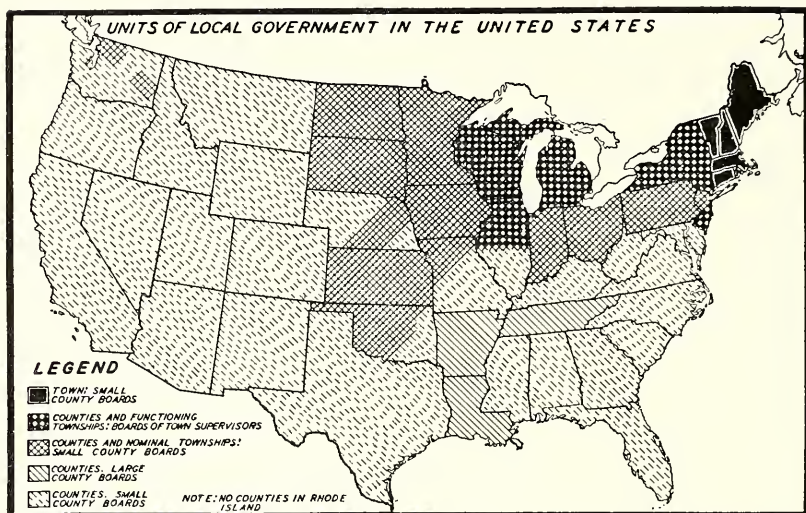 UNITS OF LOCAL GOVERNMENT IN THE UNITED STATES
LEGEND
TOWN: SMALL
COUNTY BOARDS
COUNTIES AND FUNCTIONING
TOWNSHIPS: BOARDS OF TOWN SUPERVISORS
COUNTIES AND NOMINAL TOWNSHIPS:
SMALL COUNTY BOARDS
COUNTIES. LARGE
COUNTY BOARDS
COUNTIES. SMALL
COUNTY BOARDS
NOTE: NO COUNTIES IN RHODE
ISLAND